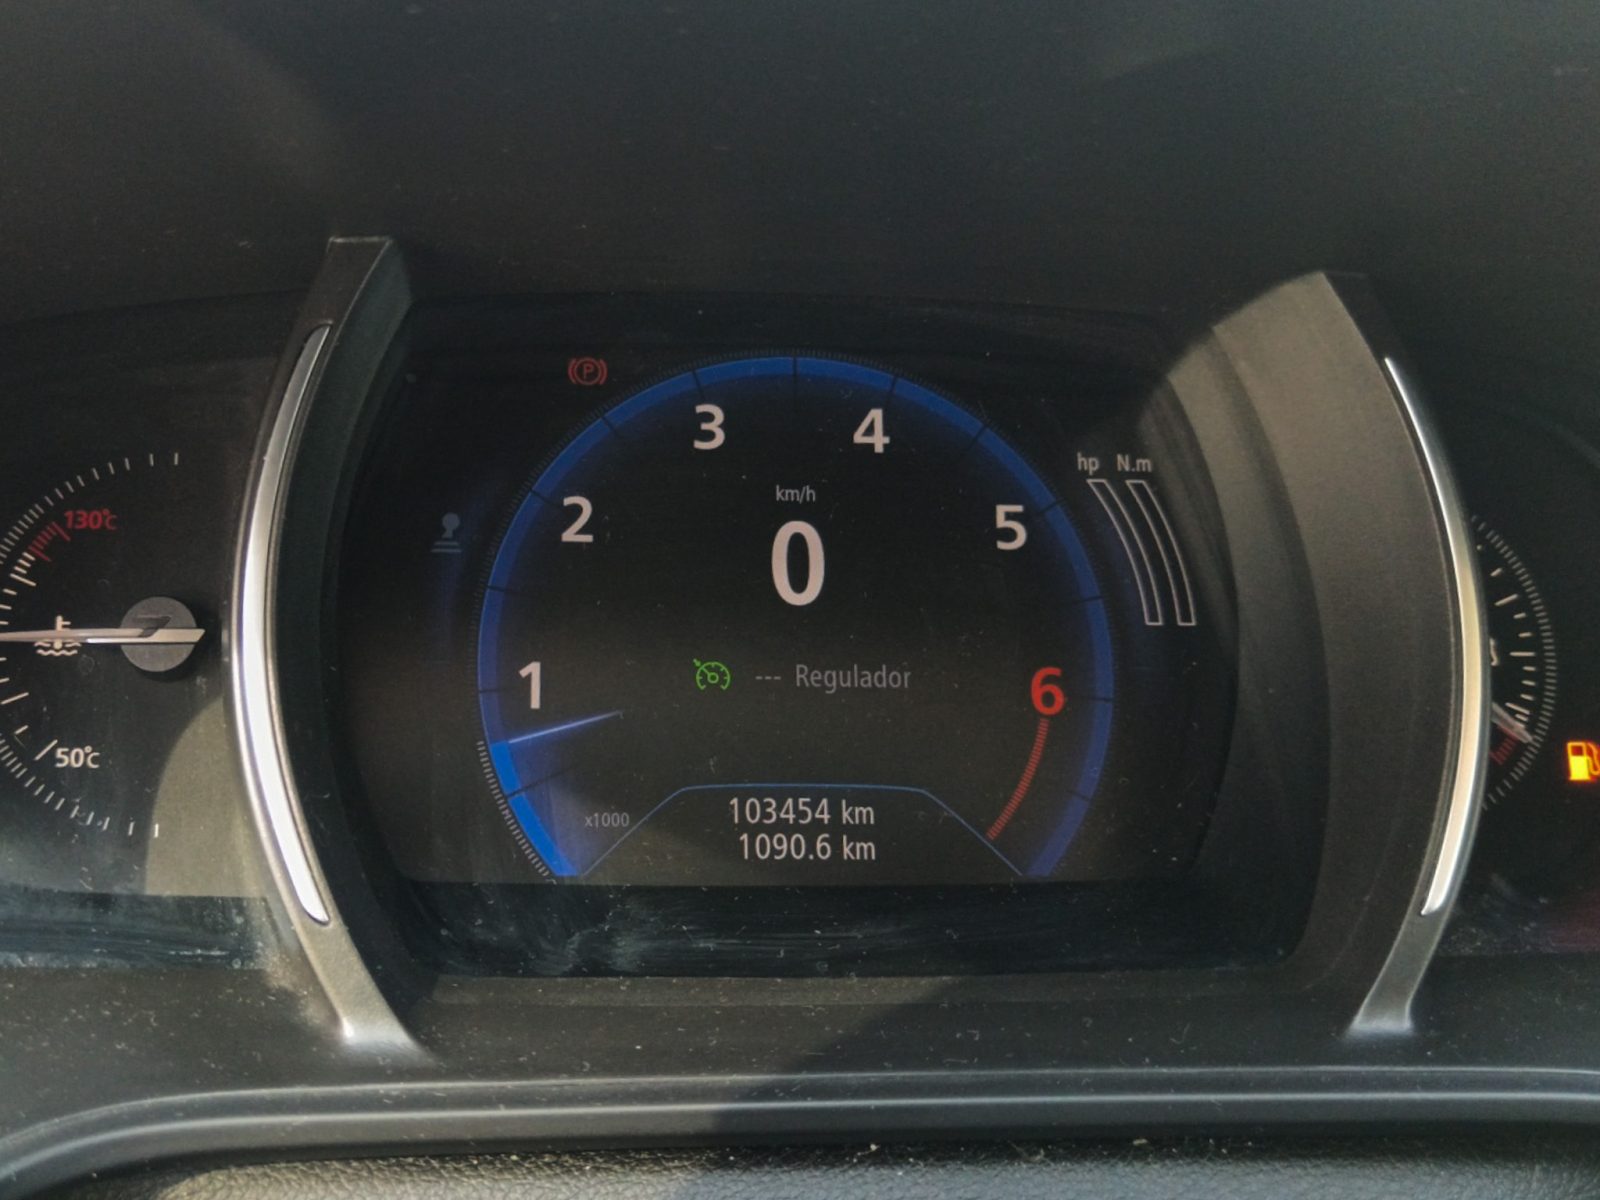 130°C
50°C
3
4
2
5
1
6
km/h
0
hp N.m
--- Regulador
x1000
103454 km
1090.6 km
P